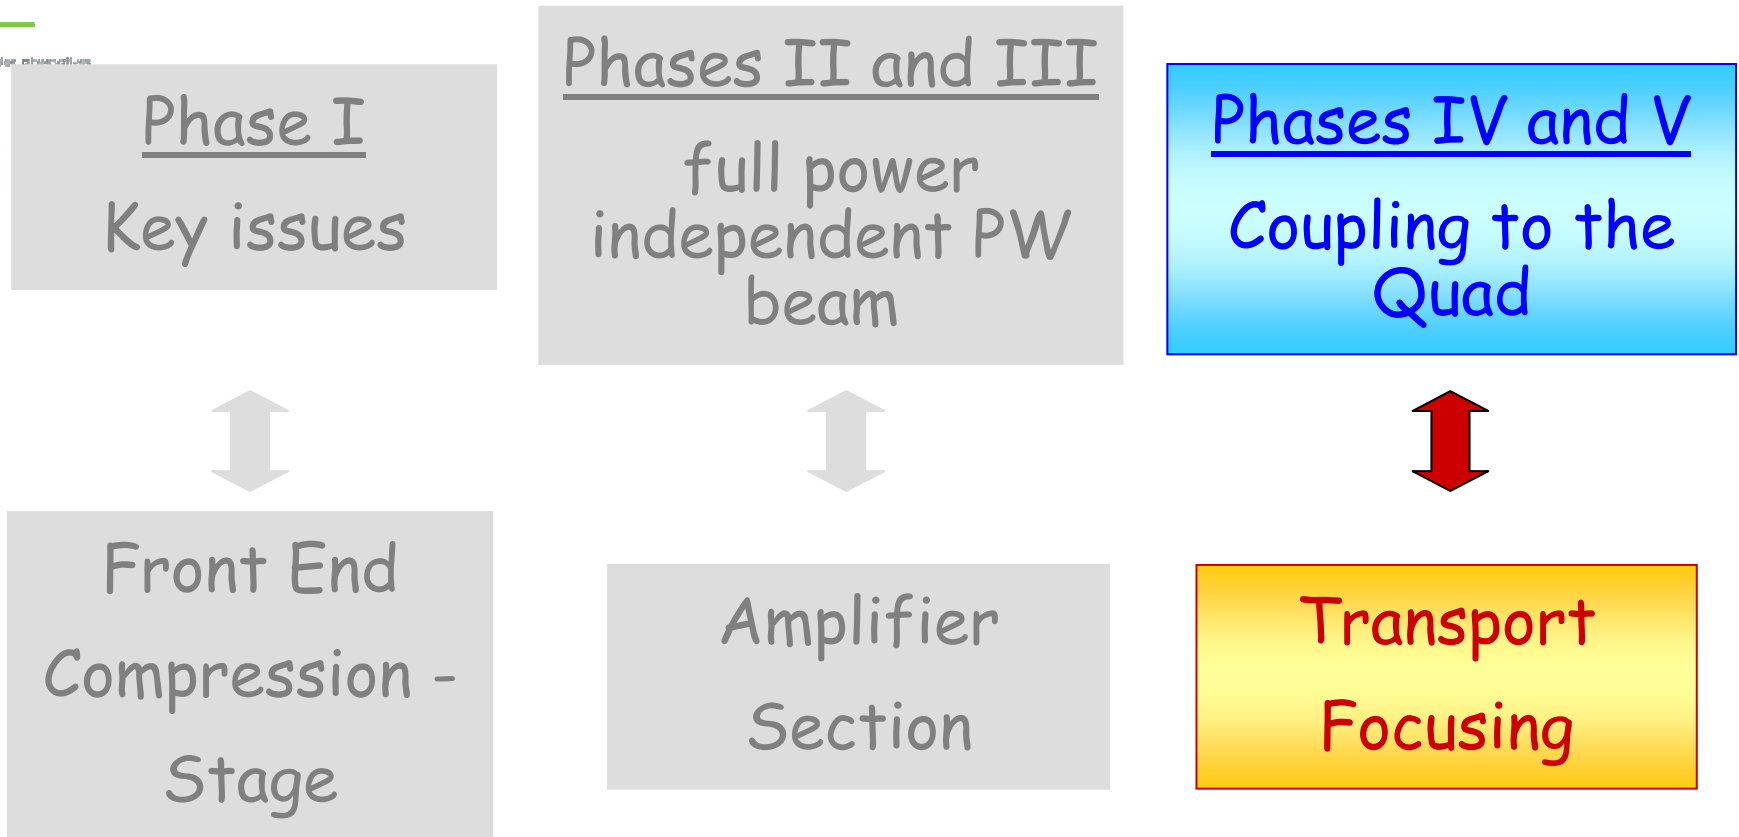 Phase I
Key issues
Phases II and III
full power
independent PW
beam
Phases IV and V
Coupling to the
Quad
Front End
Compression -
Stage
Amplifier
Section
Transport
Focusing